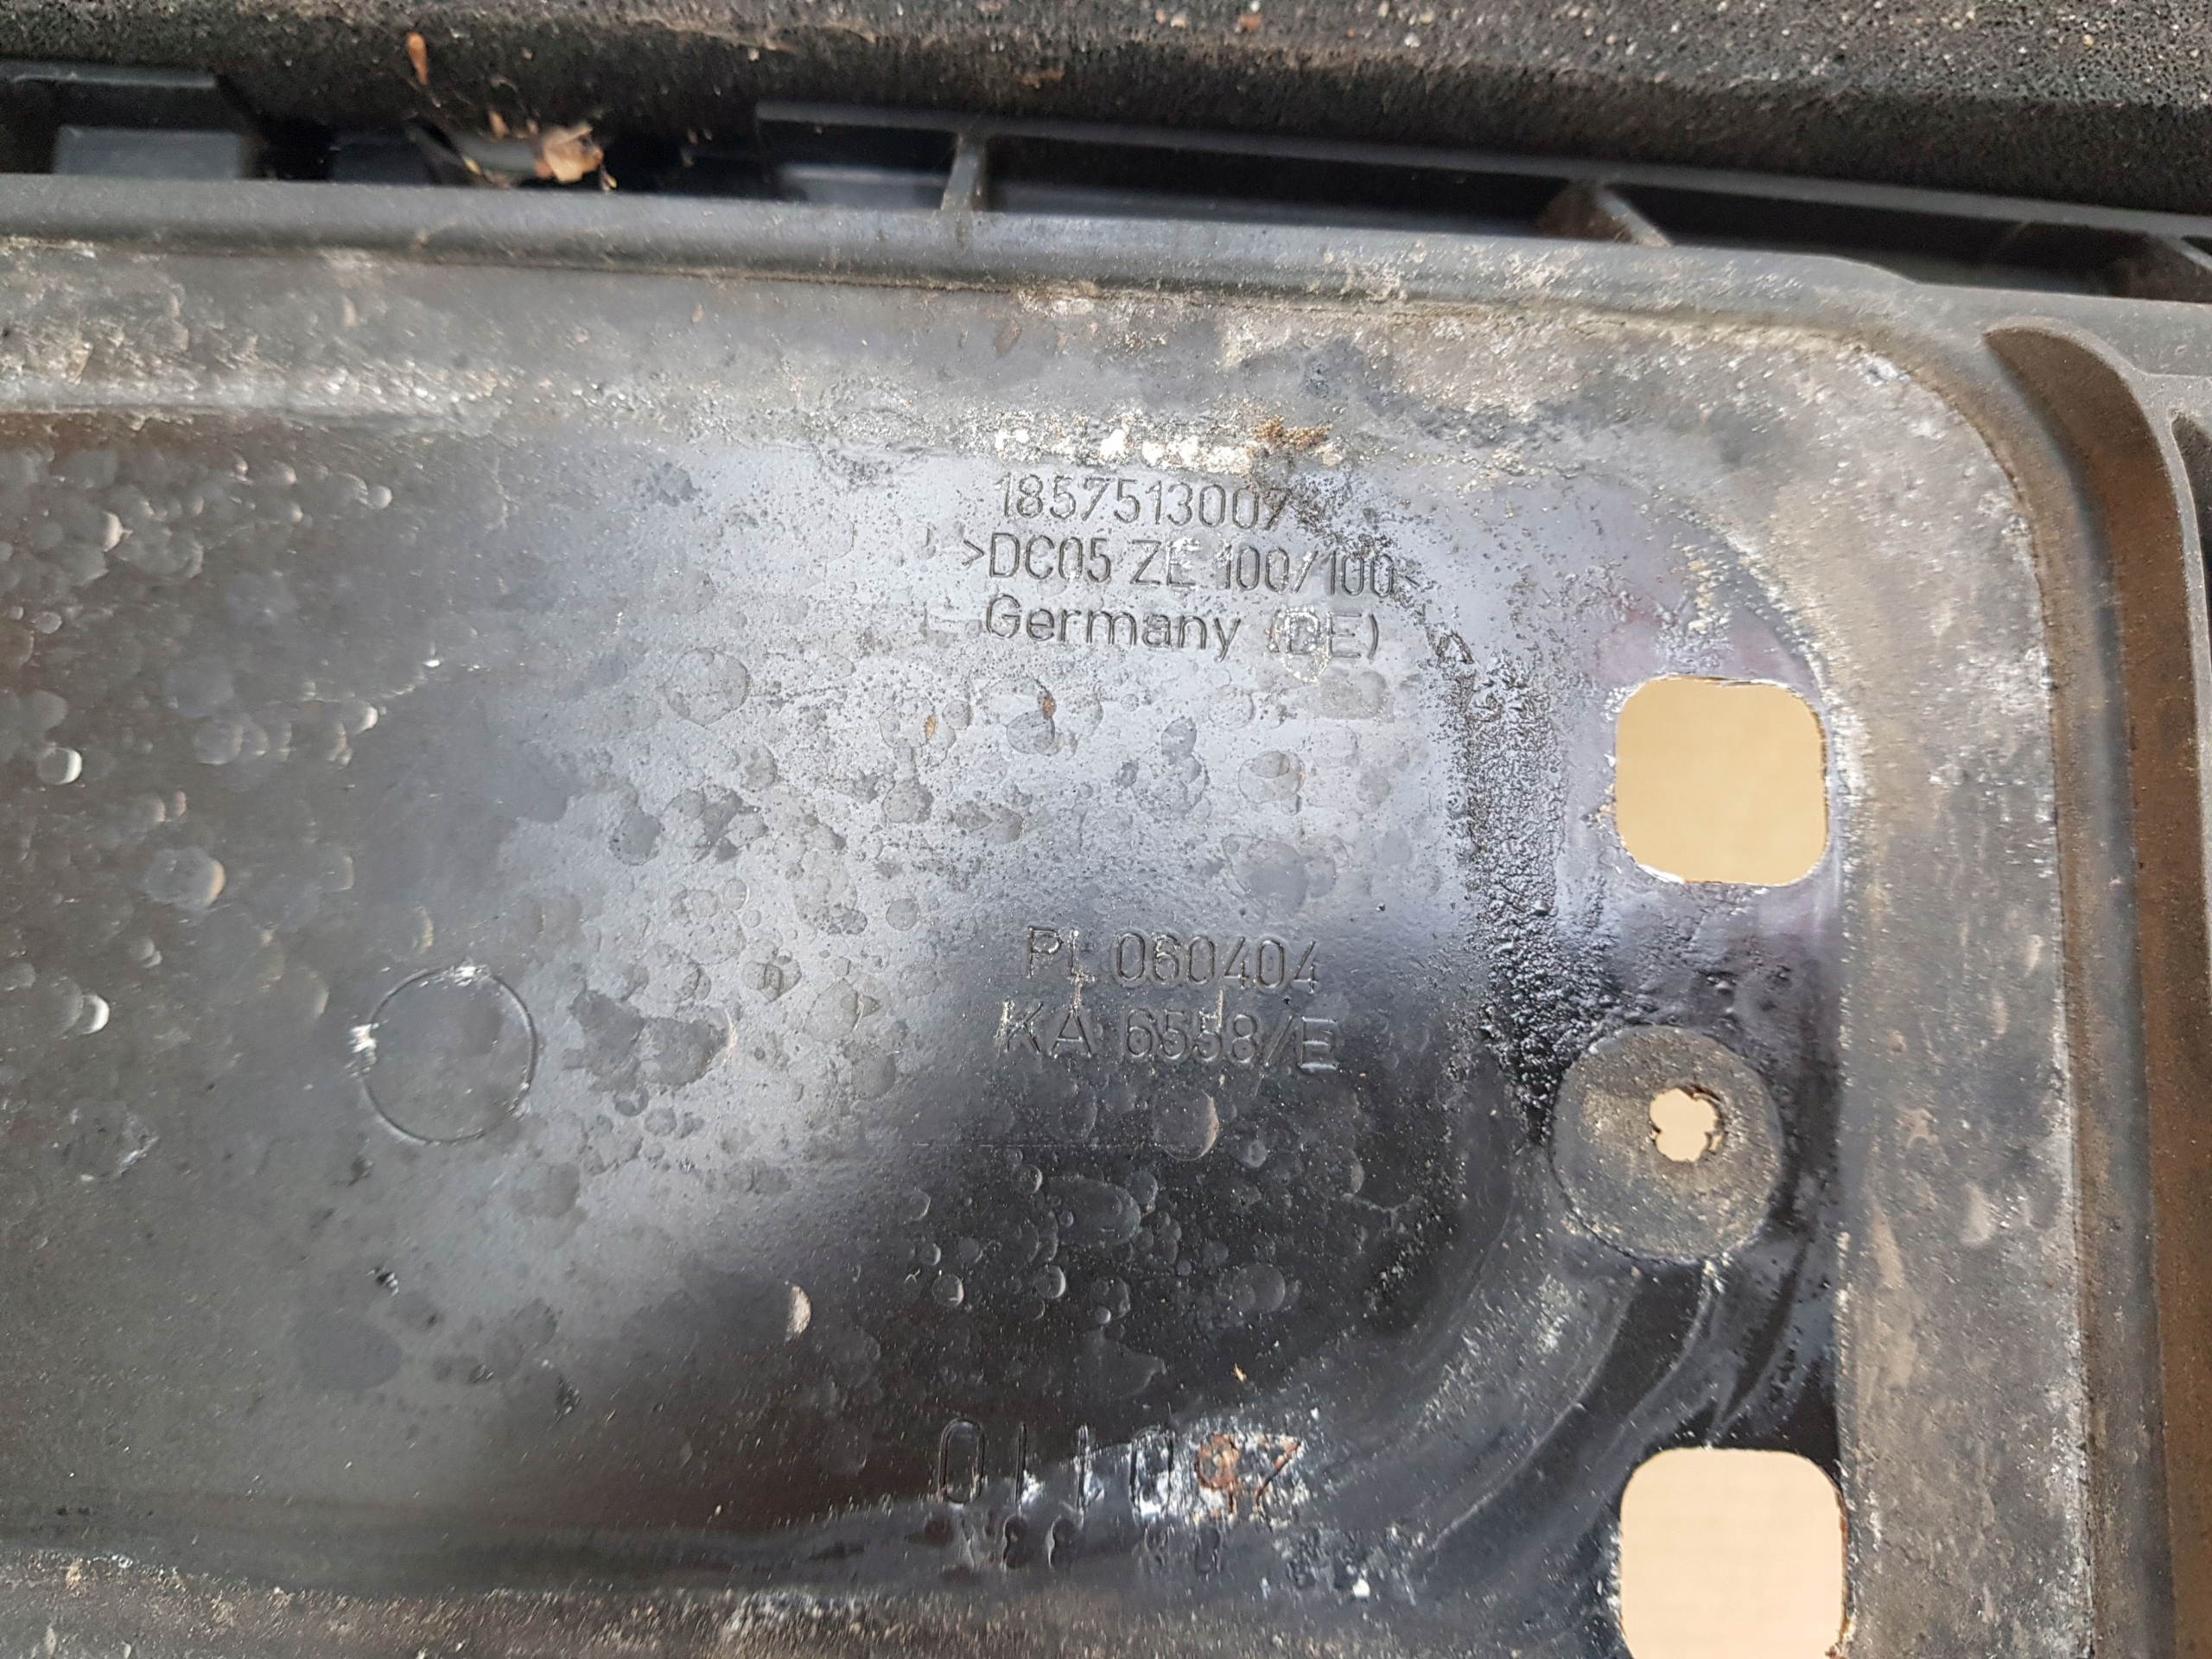 1857513007
>DC05 ZE 100/100<
Germany (DE)
PL 060404
KA 6558/E